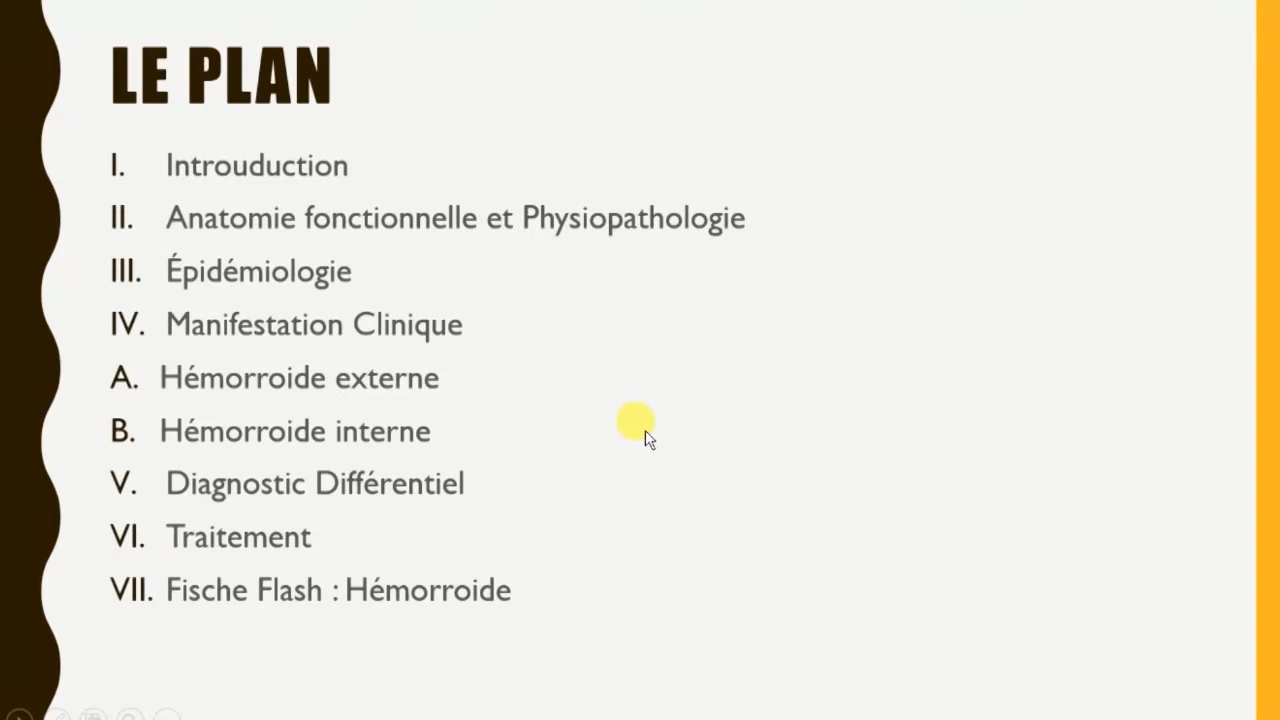 LE PLAN
I. Introuduction
II. Anatomie fonctionnelle et Physiopathologie
III. Épidémiologie
IV. Manifestation Clinique
A. Hémorroide externe
B. Hémorroide interne
V. Diagnostic Différentiel
VI. Traitement
VII. Fische Flash : Hémorroide